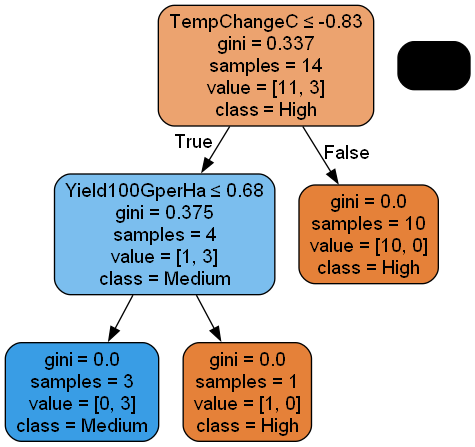 TempChangeC ≤ -0.83
gini = 0.337
samples = 14
value = [11, 3]
class = High
True
False
Yield100GperHa ≤ 0.68
gini = 0.375
samples = 4
value = [1, 3]
class = Medium
gini = 0.0
samples = 10
value = [10, 0]
class = High
gini = 0.0
samples = 3
value = [0, 3]
class = Medium
gini = 0.0
samples = 1
value = [1, 0]
class = High